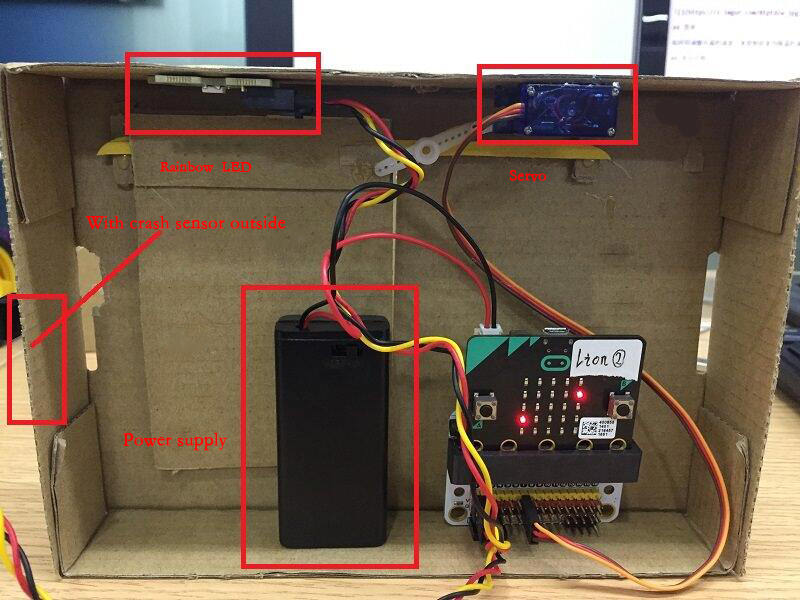 Rainbow LED
Servo
With crash sensor outside
Lion ②
A
B
Power supply